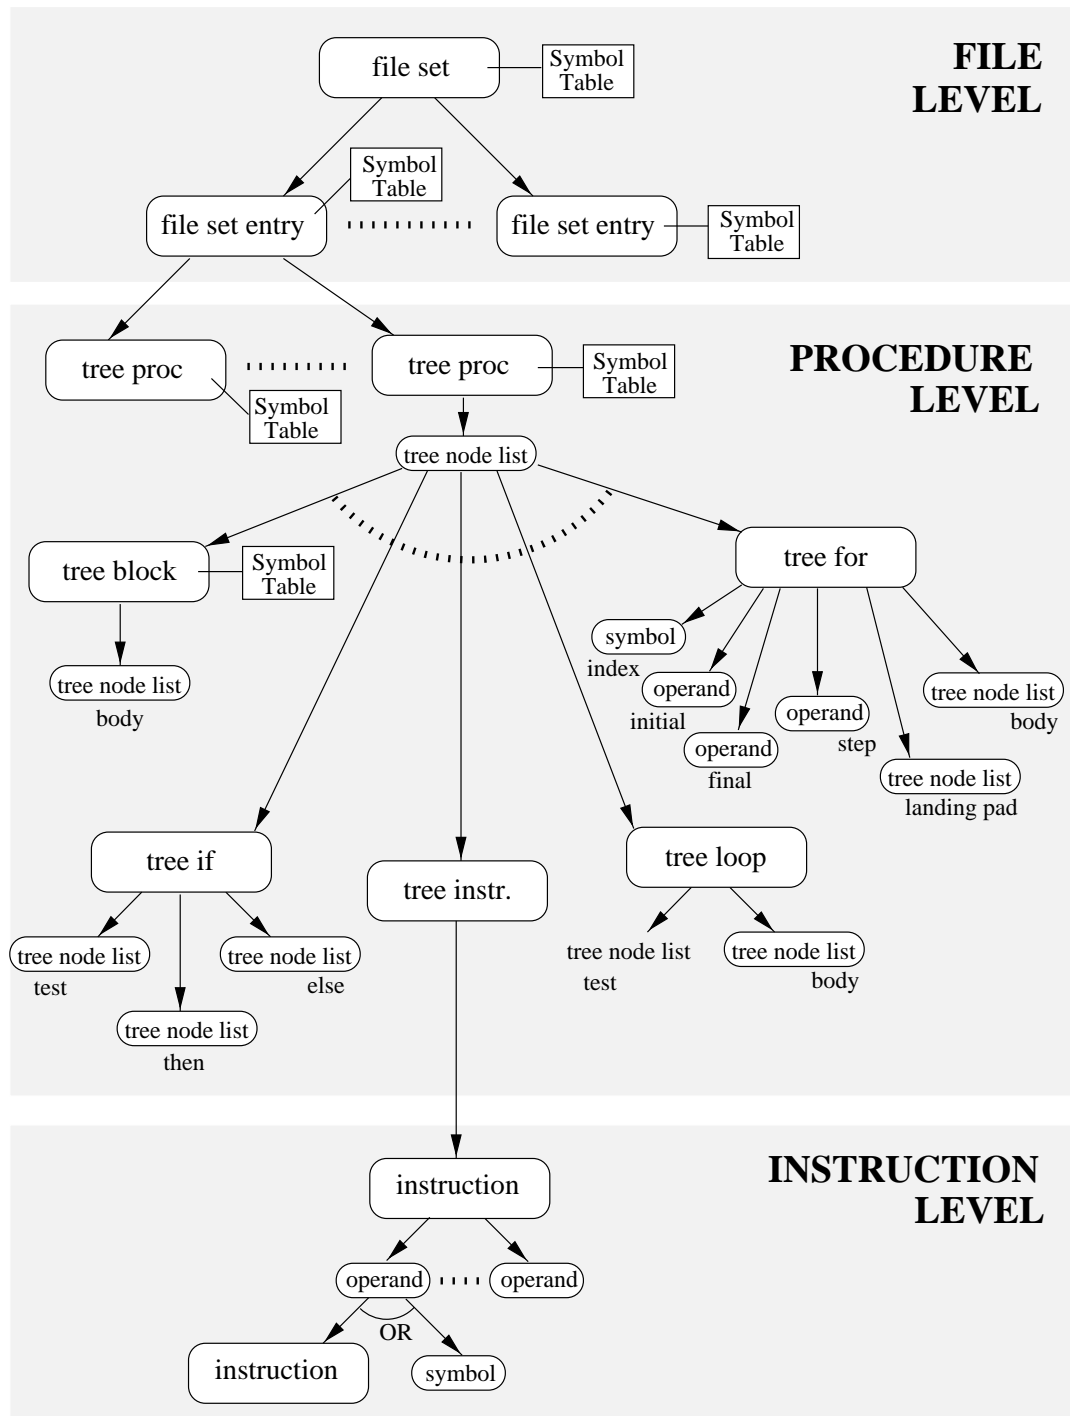 file set
Symbol
Table
FILE
LEVEL
Symbol
Table
file set entry
file set entry
Symbol
Table
tree proc
Symbol
Table
tree proc
Symbol
Table
PROCEDURE
LEVEL
tree node list
tree block
Symbol
Table
tree node list
body
tree for
symbol
index
operand
initial
operand
final
operand
step
tree node list
landing pad
tree node list
body
tree if
tree node list
test
tree node list
then
tree node list
else
tree instr.
tree loop
tree node list
test
tree node list
body
INSTRUCTION
LEVEL
instruction
operand
operand
OR
instruction
symbol